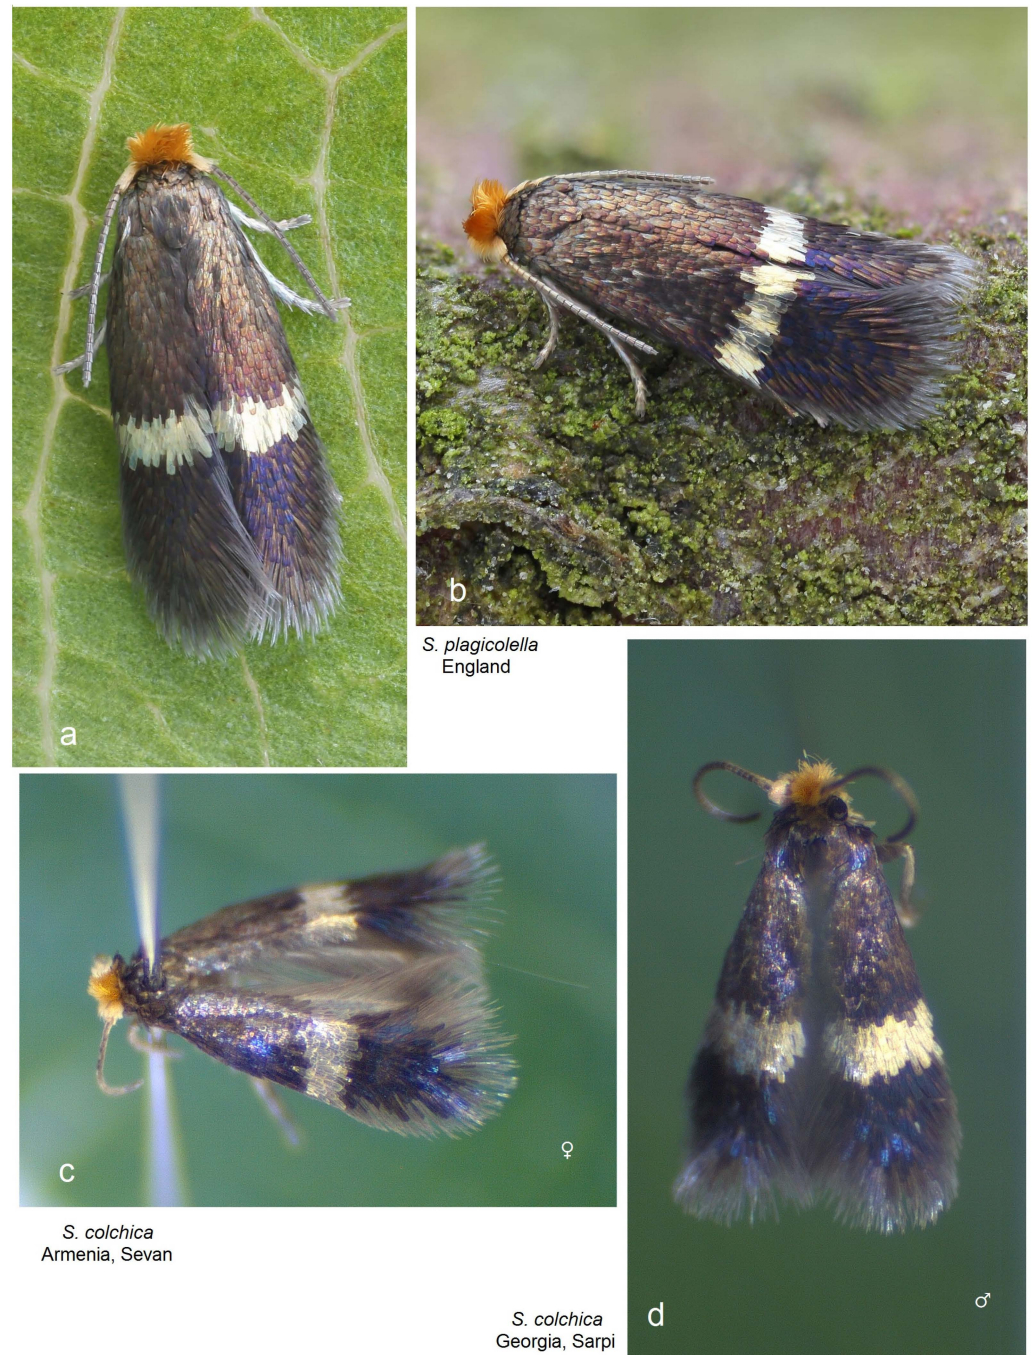 a
b
S. plagicolella
England
c
♀
S. colchica
Armenia, Sevan
S. colchica
Georgia, Sarpi
d
♂